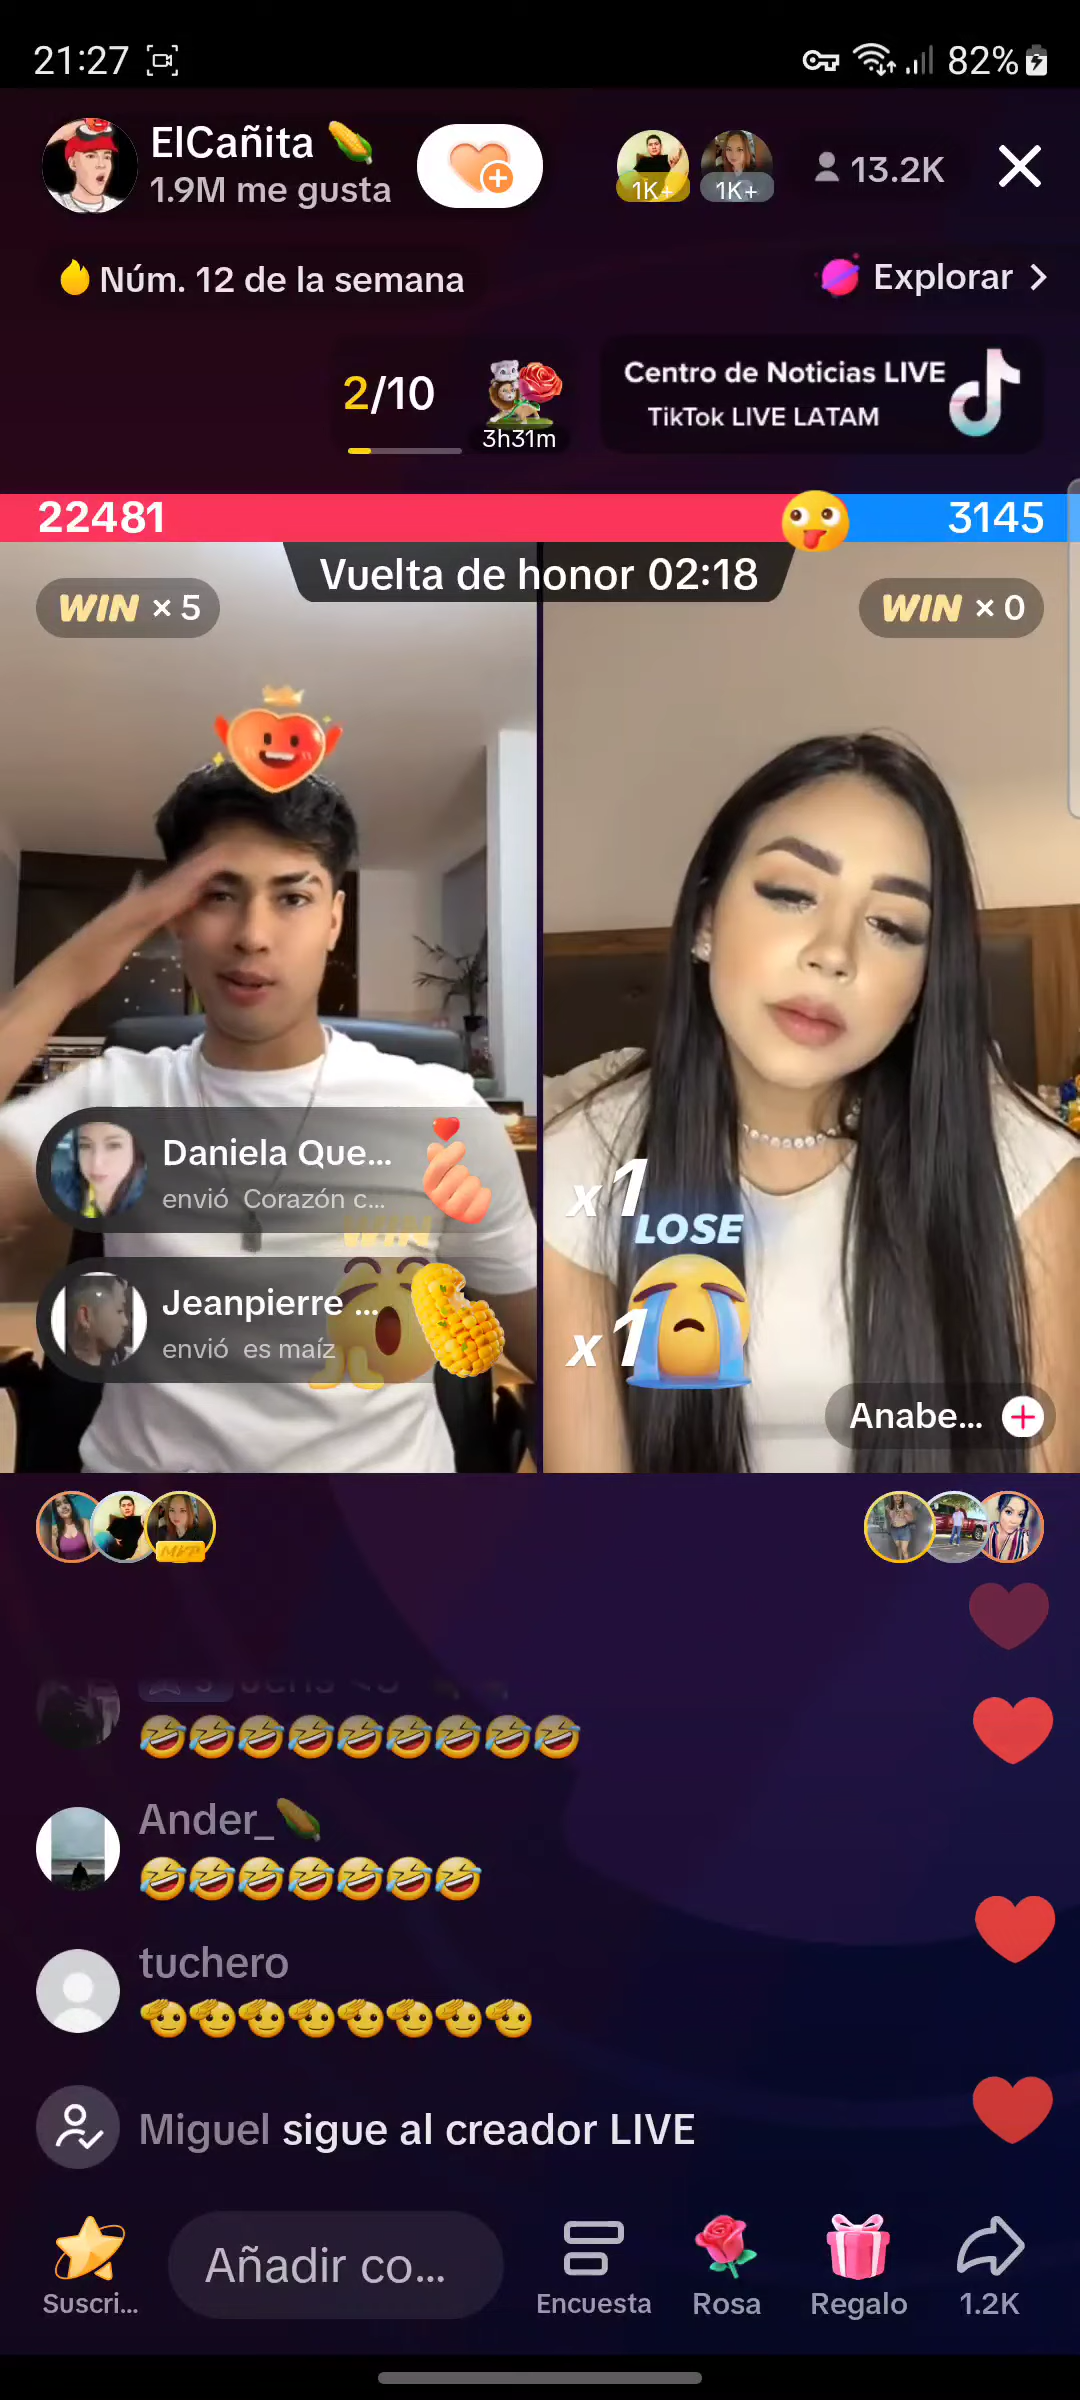 21:27
82%
ElCañita
1.9M me gusta
1K+
1K+
13.2K
Núm. 12 de la semana
Explorar
2/10
3h31m
Centro de Noticias LIVE
TikTok LIVE LATAM
22481
3145
Vuelta de honor 02:18
WIN × 5
WIN × 0
Daniela Que...
envió Corazón c...
x1
WIN
LOSE
Jeanpierre ...
envió es maíz
x1
Anabe...
MVP
Ander_
tuchero
Miguel sigue al creador LIVE
Suscri...
Añadir co...
Encuesta
Rosa
Regalo
1.2K